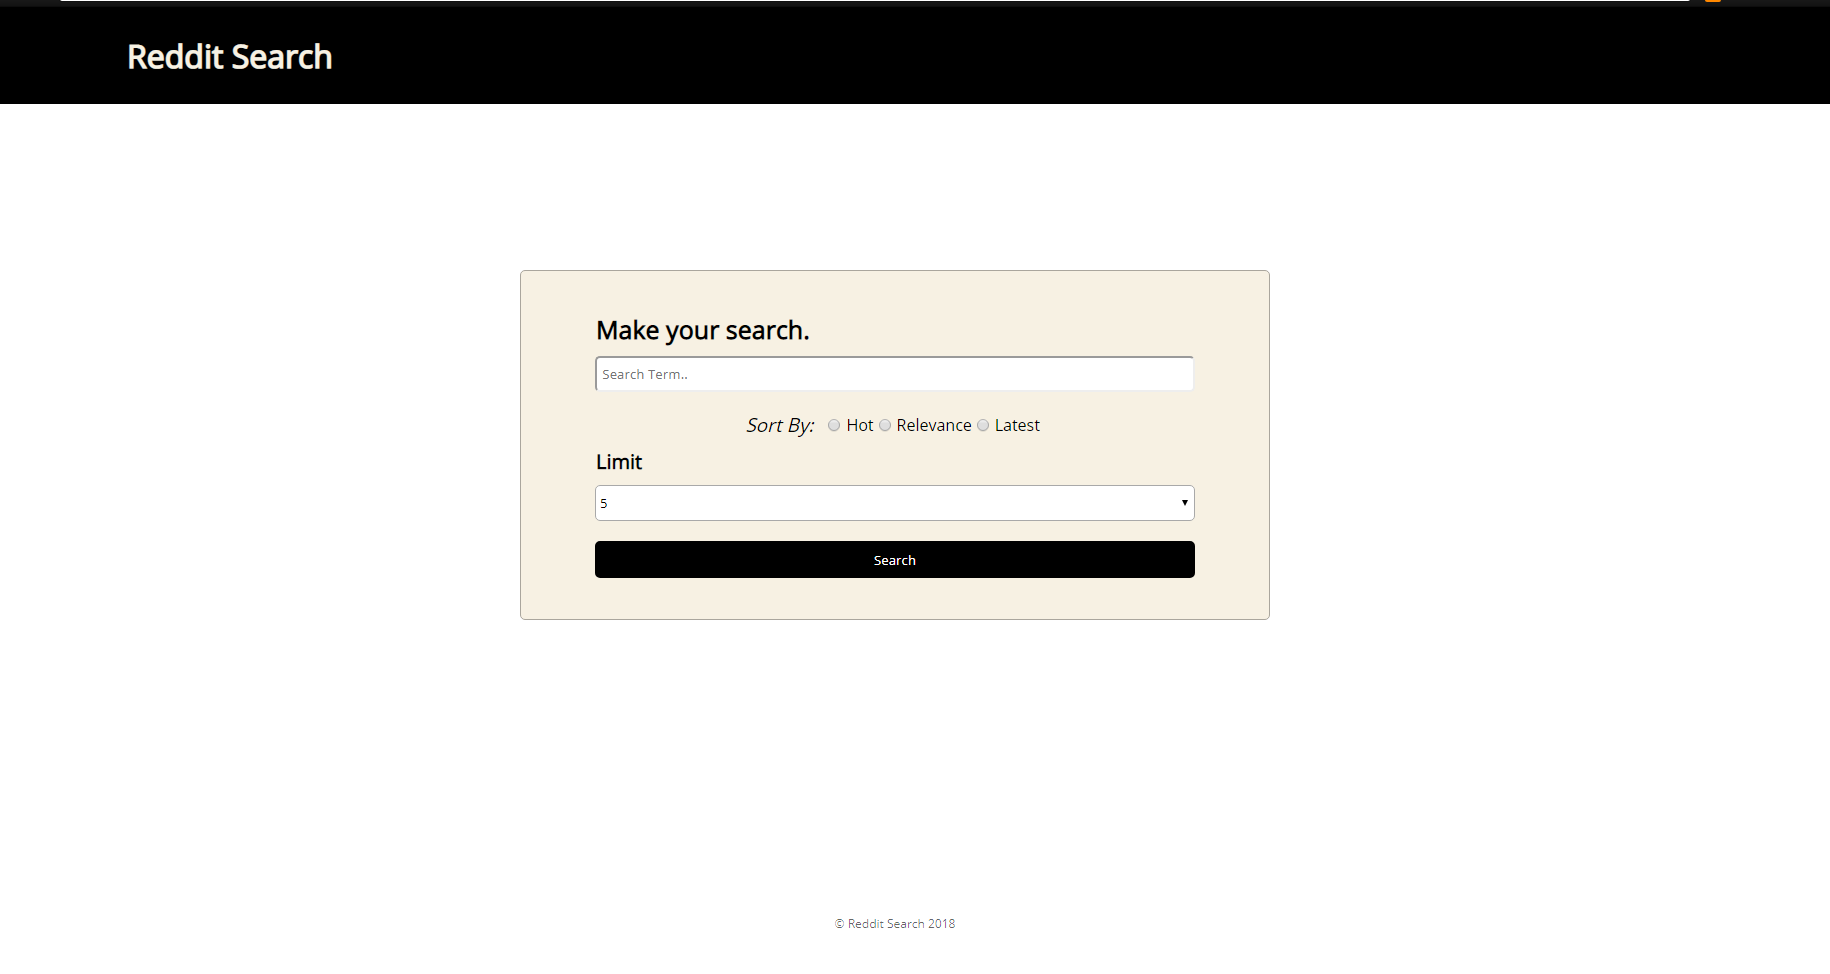 Reddit Search
Make your search.
Search Term..
Sort By: Hot Relevance Latest
Limit
5
Search
© Reddit Search 2018